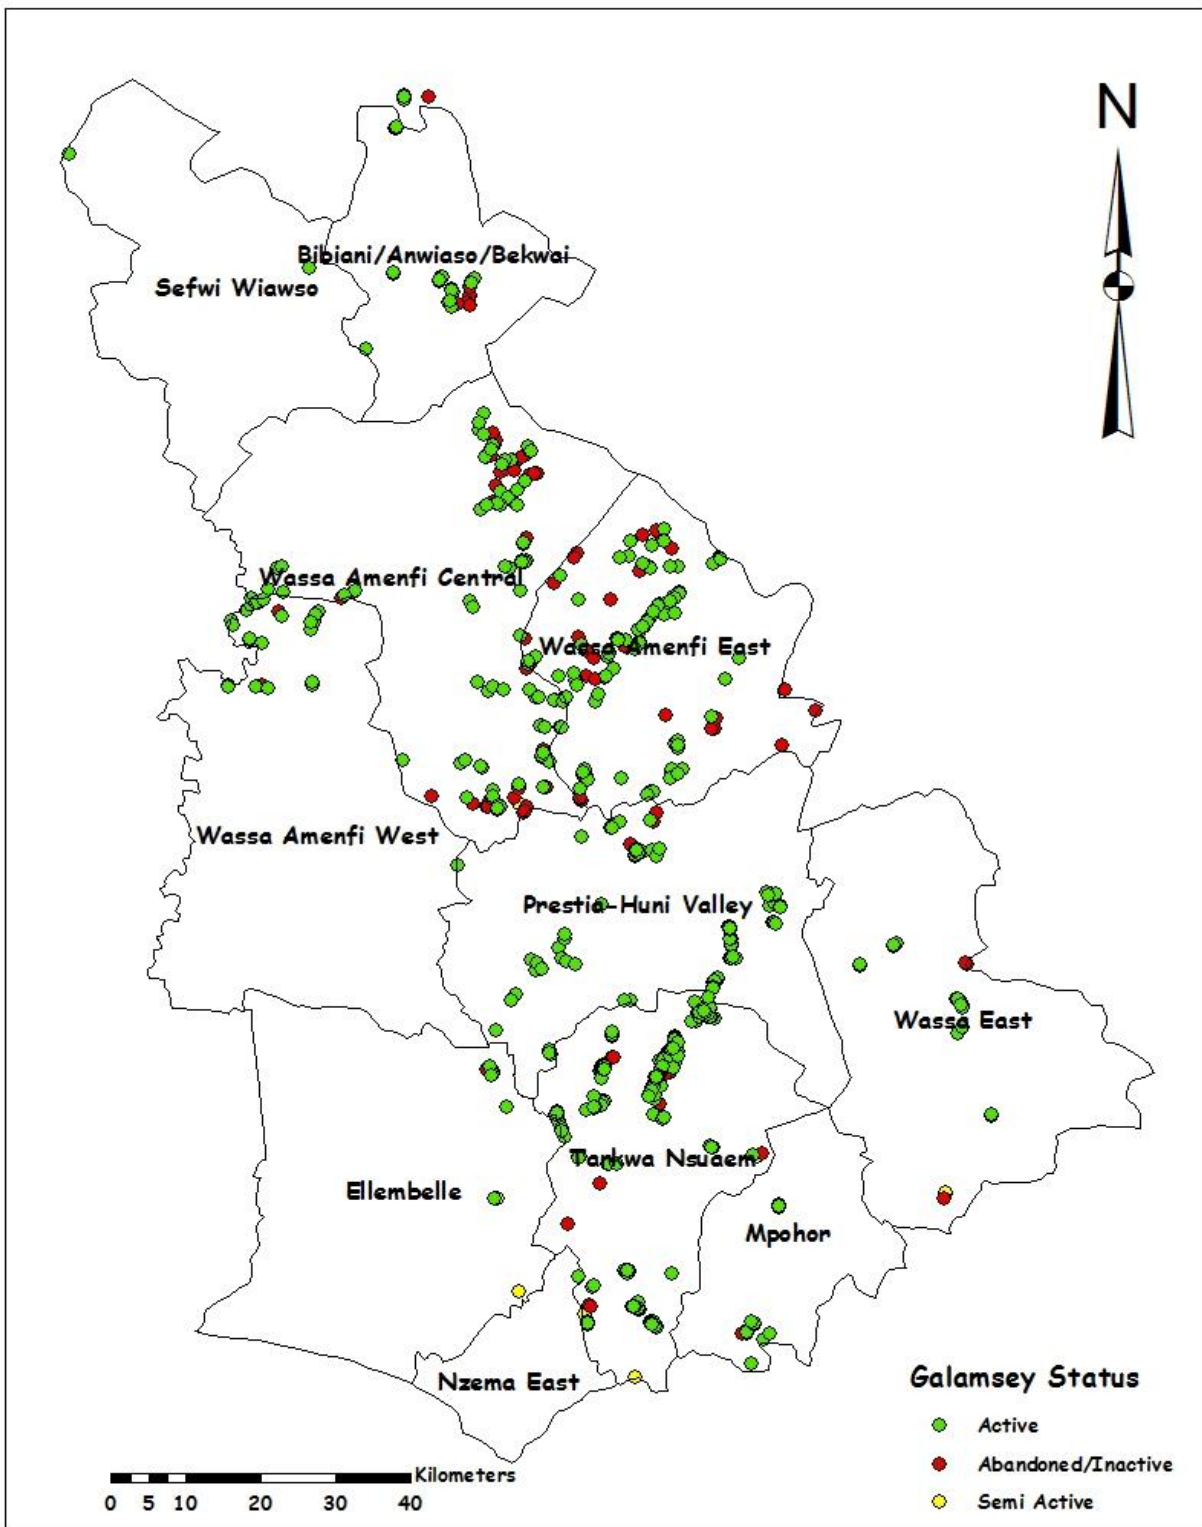 N
Bibiani/Anwiaso/Bekwai
Sefwi Wiawso
Wassa Amenfi Central
Wassa Amenfi East
Wassa Amenfi West
Prestia-Huni Valley
Wassa East
Tarkwa Nsuaem
Ellembelle
Mpohor
Nzema East
Galamsey Status
Active
Abandoned/Inactive
Semi Active
Kilometers
0 5 10 20 30 40